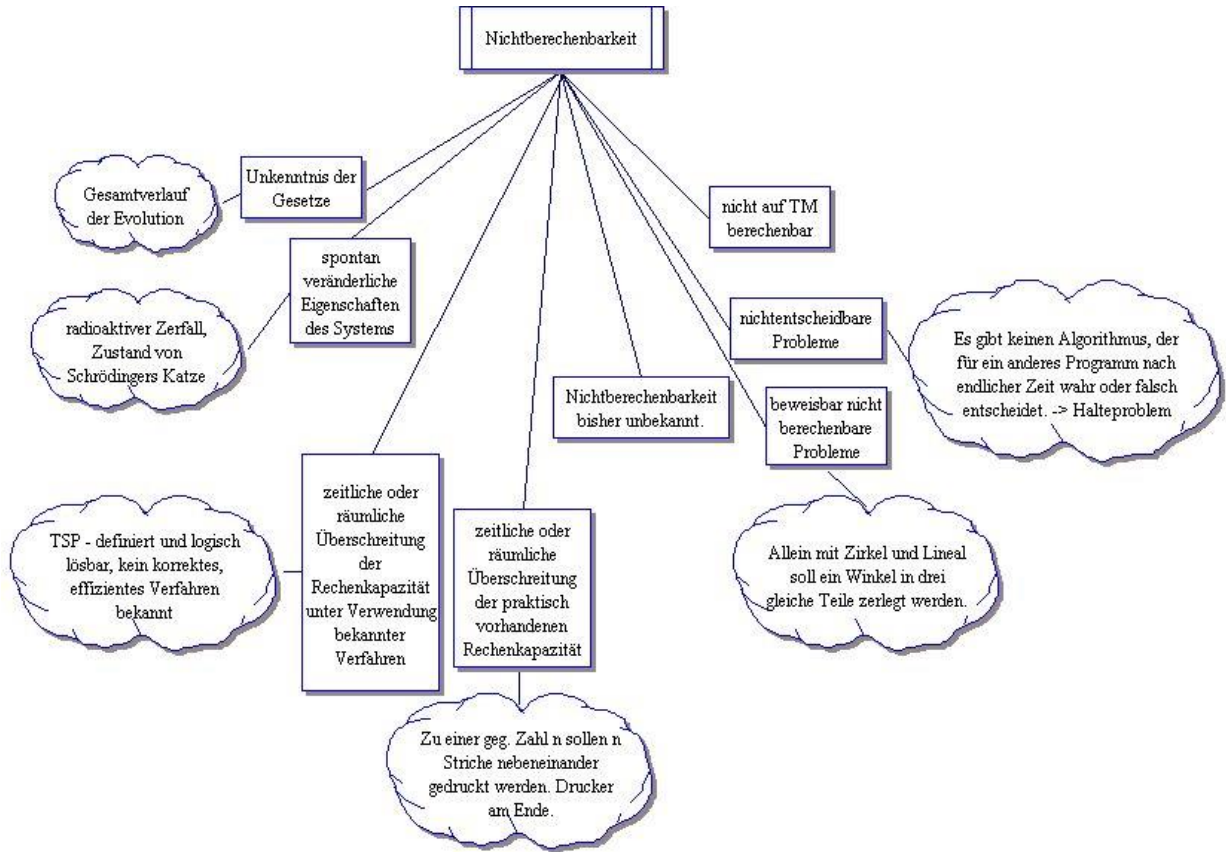 Nichtberechenbarkeit
Gesamtverlauf
der Evolution
Unkenntnis der
Gesetze
nicht auf TM
berechenbar
spontan
veränderliche
Eigenschaften
des Systems
radioaktiver Zerfall,
Zustand von
Schrödingers Katze
nichtentscheidbare
Probleme
Es gibt keinen Algorithmus, der
für ein anderes Programm nach
endlicher Zeit wahr oder falsch
entscheidet. -> Halteproblem
Nichtberechenbarkeit
bisher unbekannt.
beweisbar nicht
berechenbare
Probleme
zeitliche oder
räumliche
Überschreitung
der
Rechenkapazität
unter Verwendung
bekannter
Verfahren
TSP - definiert und logisch
lösbar, kein korrektes,
effizientes Verfahren
bekannt
zeitliche oder
räumliche
Überschreitung
der praktisch
vorhandenen
Rechenkapazität
Allein mit Zirkel und Lineal
soll ein Winkel in drei
gleiche Teile zerlegt werden.
Zu einer geg. Zahl n sollen n
Striche nebeneinander
gedruckt werden. Drucker
am Ende.